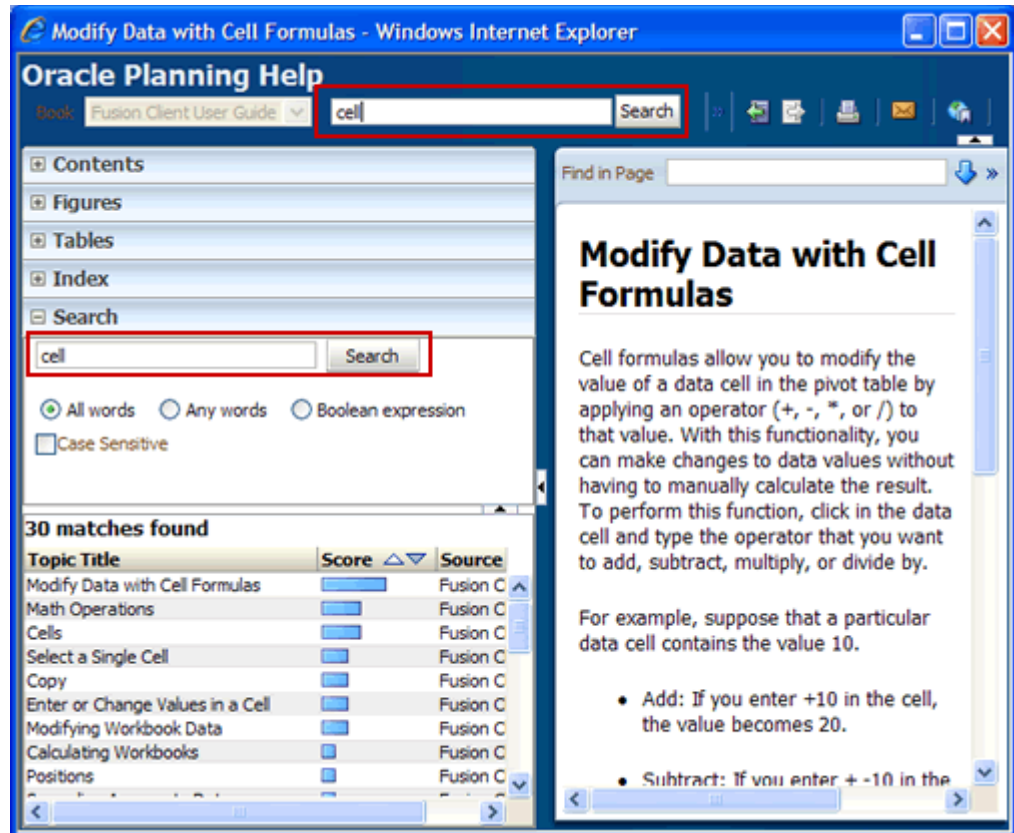 Modify Data with Cell Formulas - Windows Internet Explorer
Oracle Planning Help
Book Fusion Client User Guide cell Search »
Contents
Figures
Tables
Index
Search
cell Search
All words Any words Boolean expression
Case Sensitive
30 matches found
Topic Title Score Source
Modify Data with Cell Formulas Fusion C
Math Operations Fusion C
Cells Fusion C
Select a Single Cell Fusion C
Copy Fusion C
Enter or Change Values in a Cell Fusion C
Modifying Workbook Data Fusion C
Calculating Workbooks Fusion C
Positions Fusion C
Find in Page »
Modify Data with Cell
Formulas
Cell formulas allow you to modify the
value of a data cell in the pivot table by
applying an operator (+, -, *, or /) to
that value. With this functionality, you
can make changes to data values without
having to manually calculate the result.
To perform this function, click in the data
cell and type the operator that you want
to add, subtract, multiply, or divide by.
For example, suppose that a particular
data cell contains the value 10.
• Add: If you enter +10 in the cell,
the value becomes 20.
• Subtract: If you enter + -10 in the